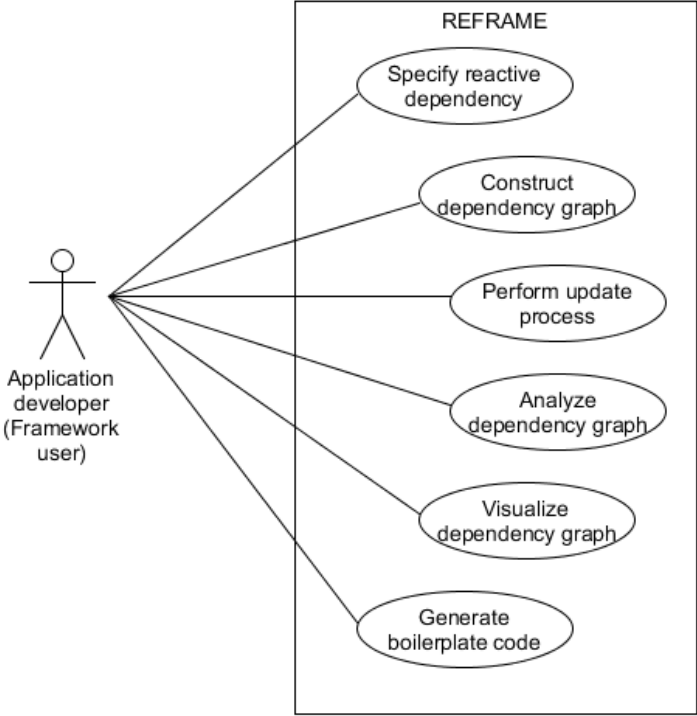 REFRAME
Specify reactive
dependency
Construct
dependency graph
Perform update
process
Analyze
dependency graph
Visualize
dependency graph
Generate
boilerplate code
Application
developer
(Framework
user)